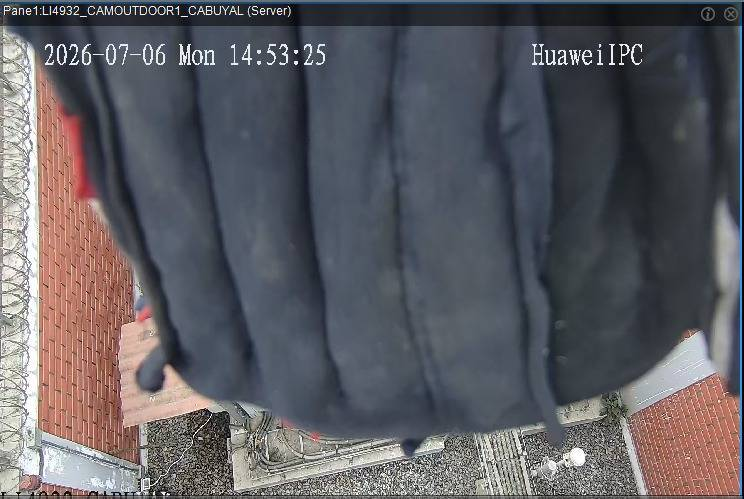 Pane1:LI4932_CAMOUTDOOR1_CABUYAL (Server)
2026-07-06 Mon 14:53:25
HuaweiIPC